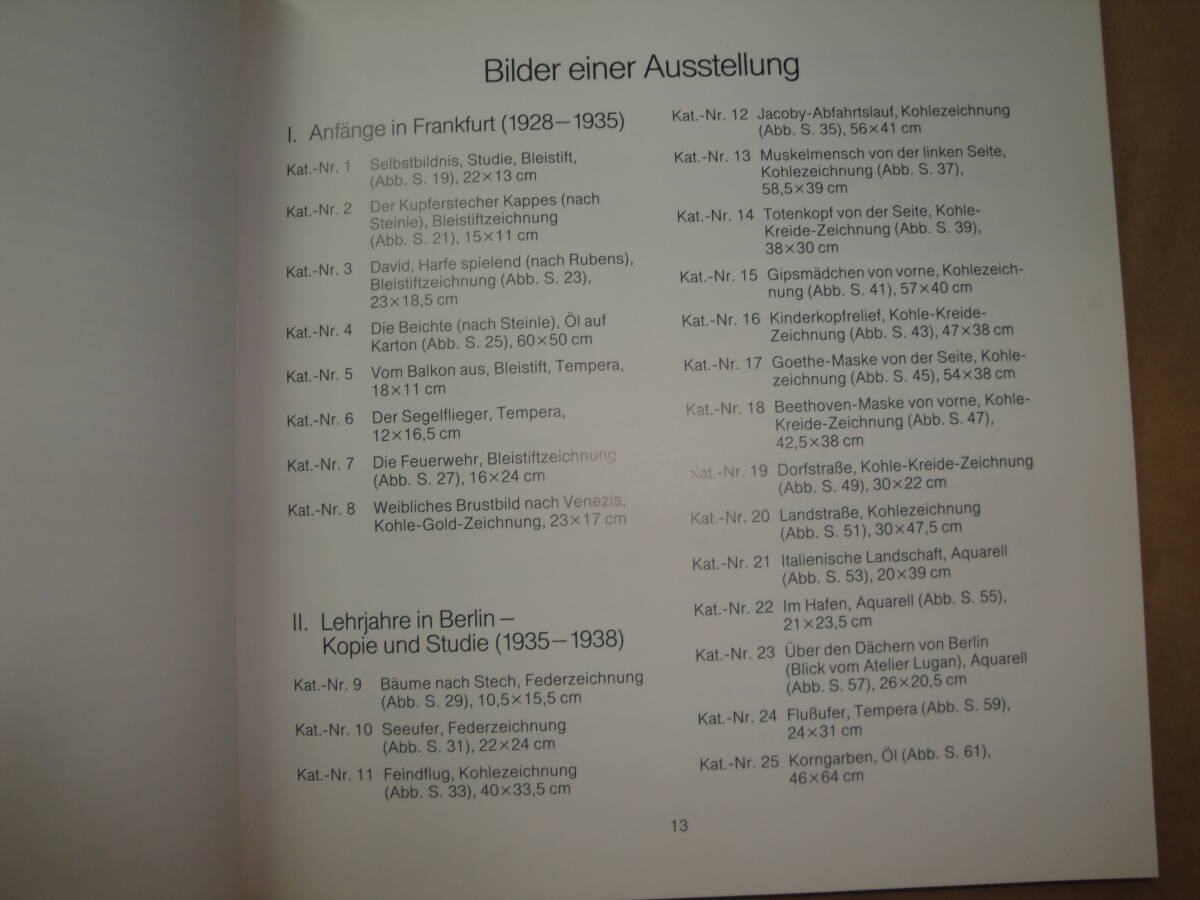 Bilder einer Ausstellung
I. Anfänge in Frankfurt (1928–1935)
Kat.-Nr. 1 Selbstbildnis, Studie, Bleistift,
(Abb. S. 19), 22×13 cm
Kat.-Nr. 2 Der Kupferstecher Kappes (nach
Steinle), Bleistiftzeichnung
(Abb. S. 21), 15×11 cm
Kat.-Nr. 3 David, Harfe spielend (nach Rubens),
Bleistiftzeichnung (Abb. S. 23),
23×18,5 cm
Kat.-Nr. 4 Die Beichte (nach Steinle), Öl auf
Karton (Abb. S. 25), 60×50 cm
Kat.-Nr. 5 Vom Balkon aus, Bleistift, Tempera,
18×11 cm
Kat.-Nr. 6 Der Segelflieger, Tempera,
12×16,5 cm
Kat.-Nr. 7 Die Feuerwehr, Bleistiftzeichnung
(Abb. S. 27), 16×24 cm
Kat.-Nr. 8 Weibliches Brustbild nach Venezia,
Kohle-Gold-Zeichnung, 23×17 cm
II. Lehrjahre in Berlin –
Kopie und Studie (1935–1938)
Kat.-Nr. 9 Bäume nach Stech, Federzeichnung
(Abb. S. 29), 10,5×15,5 cm
Kat.-Nr. 10 Seeufer, Federzeichnung
(Abb. S. 31), 22×24 cm
Kat.-Nr. 11 Feindflug, Kohlezeichnung
(Abb. S. 33), 40×33,5 cm
Kat.-Nr. 12 Jacoby-Abfahrtslauf, Kohlezeichnung
(Abb. S. 35), 56×41 cm
Kat.-Nr. 13 Muskelmensch von der linken Seite,
Kohlezeichnung (Abb. S. 37),
58,5×39 cm
Kat.-Nr. 14 Totenkopf von der Seite, Kohle-
Kreide-Zeichnung (Abb. S. 39),
38×30 cm
Kat.-Nr. 15 Gipsmädchen von vorne, Kohlezeich-
nung (Abb. S. 41), 57×40 cm
Kat.-Nr. 16 Kinderkopfrelief, Kohle-Kreide-
Zeichnung (Abb. S. 43), 47×38 cm
Kat.-Nr. 17 Goethe-Maske von der Seite, Kohle-
zeichnung (Abb. S. 45), 54×38 cm
Kat.-Nr. 18 Beethoven-Maske von vorne, Kohle-
Kreide-Zeichnung (Abb. S. 47),
42,5×38 cm
Kat.-Nr. 19 Dorfstraße, Kohle-Kreide-Zeichnung
(Abb. S. 49), 30×22 cm
Kat.-Nr. 20 Landstraße, Kohlezeichnung
(Abb. S. 51), 30×47,5 cm
Kat.-Nr. 21 Italienische Landschaft, Aquarell
(Abb. S. 53), 20×39 cm
Kat.-Nr. 22 Im Hafen, Aquarell (Abb. S. 55),
21×23,5 cm
Kat.-Nr. 23 Über den Dächern von Berlin
(Blick vom Atelier Lugan), Aquarell
(Abb. S. 57), 26×20,5 cm
Kat.-Nr. 24 Flußufer, Tempera (Abb. S. 59),
24×31 cm
Kat.-Nr. 25 Korngarben, Öl (Abb. S. 61),
46×64 cm
13